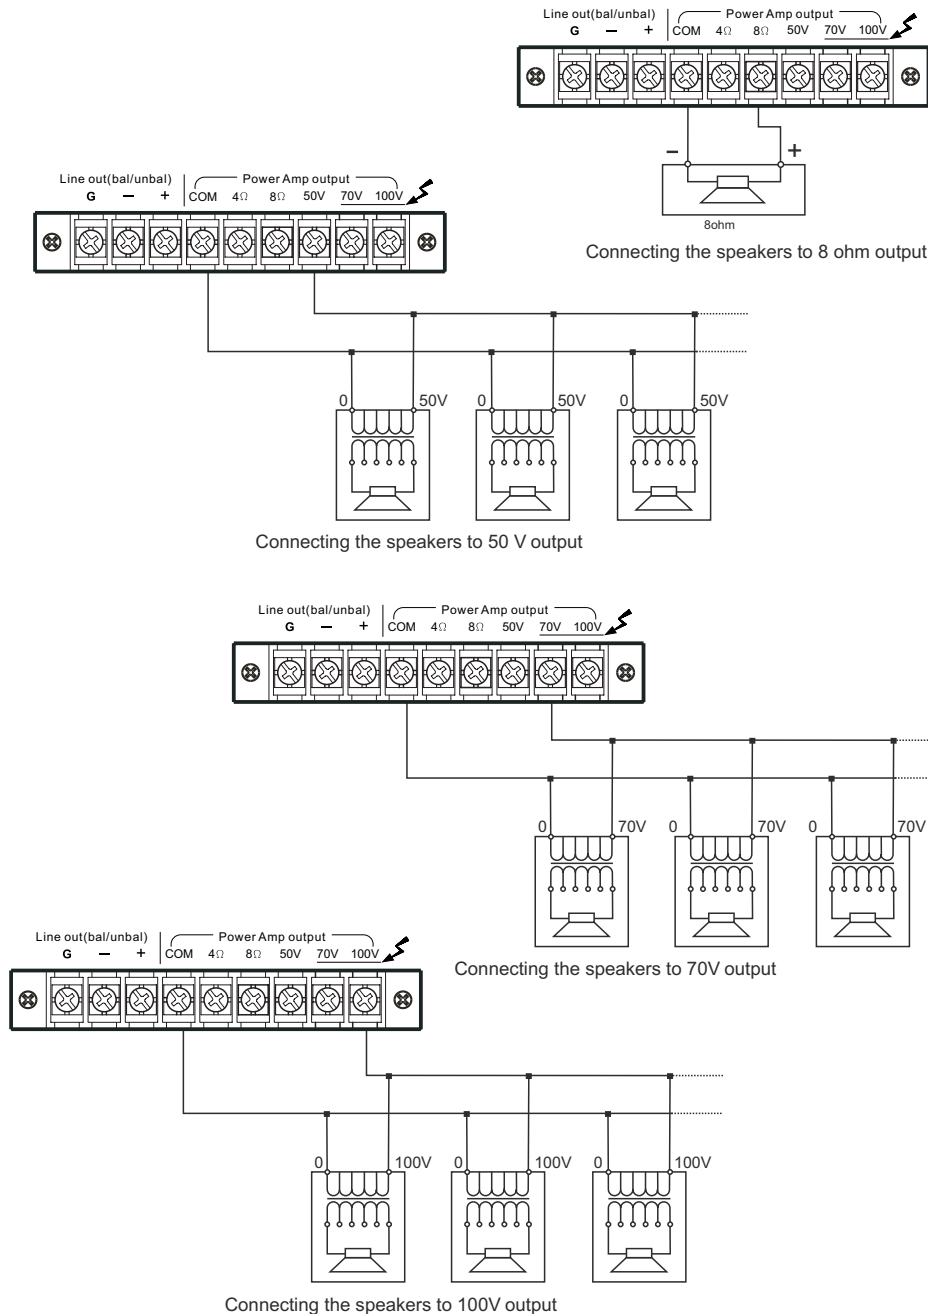 Line out(bal/unbal) Power Amp output
G − + COM 4Ω 8Ω 50V 70V 100V
− +
8ohm
Connecting the speakers to 8 ohm output
Line out(bal/unbal) Power Amp output
G − + COM 4Ω 8Ω 50V 70V 100V
0 50V 0 50V 0 50V
Connecting the speakers to 50 V output
Line out(bal/unbal) Power Amp output
G − + COM 4Ω 8Ω 50V 70V 100V
0 70V 0 70V 0 70V
Connecting the speakers to 70V output
Line out(bal/unbal) Power Amp output
G − + COM 4Ω 8Ω 50V 70V 100V
0 100V 0 100V 0 100V
Connecting the speakers to 100V output